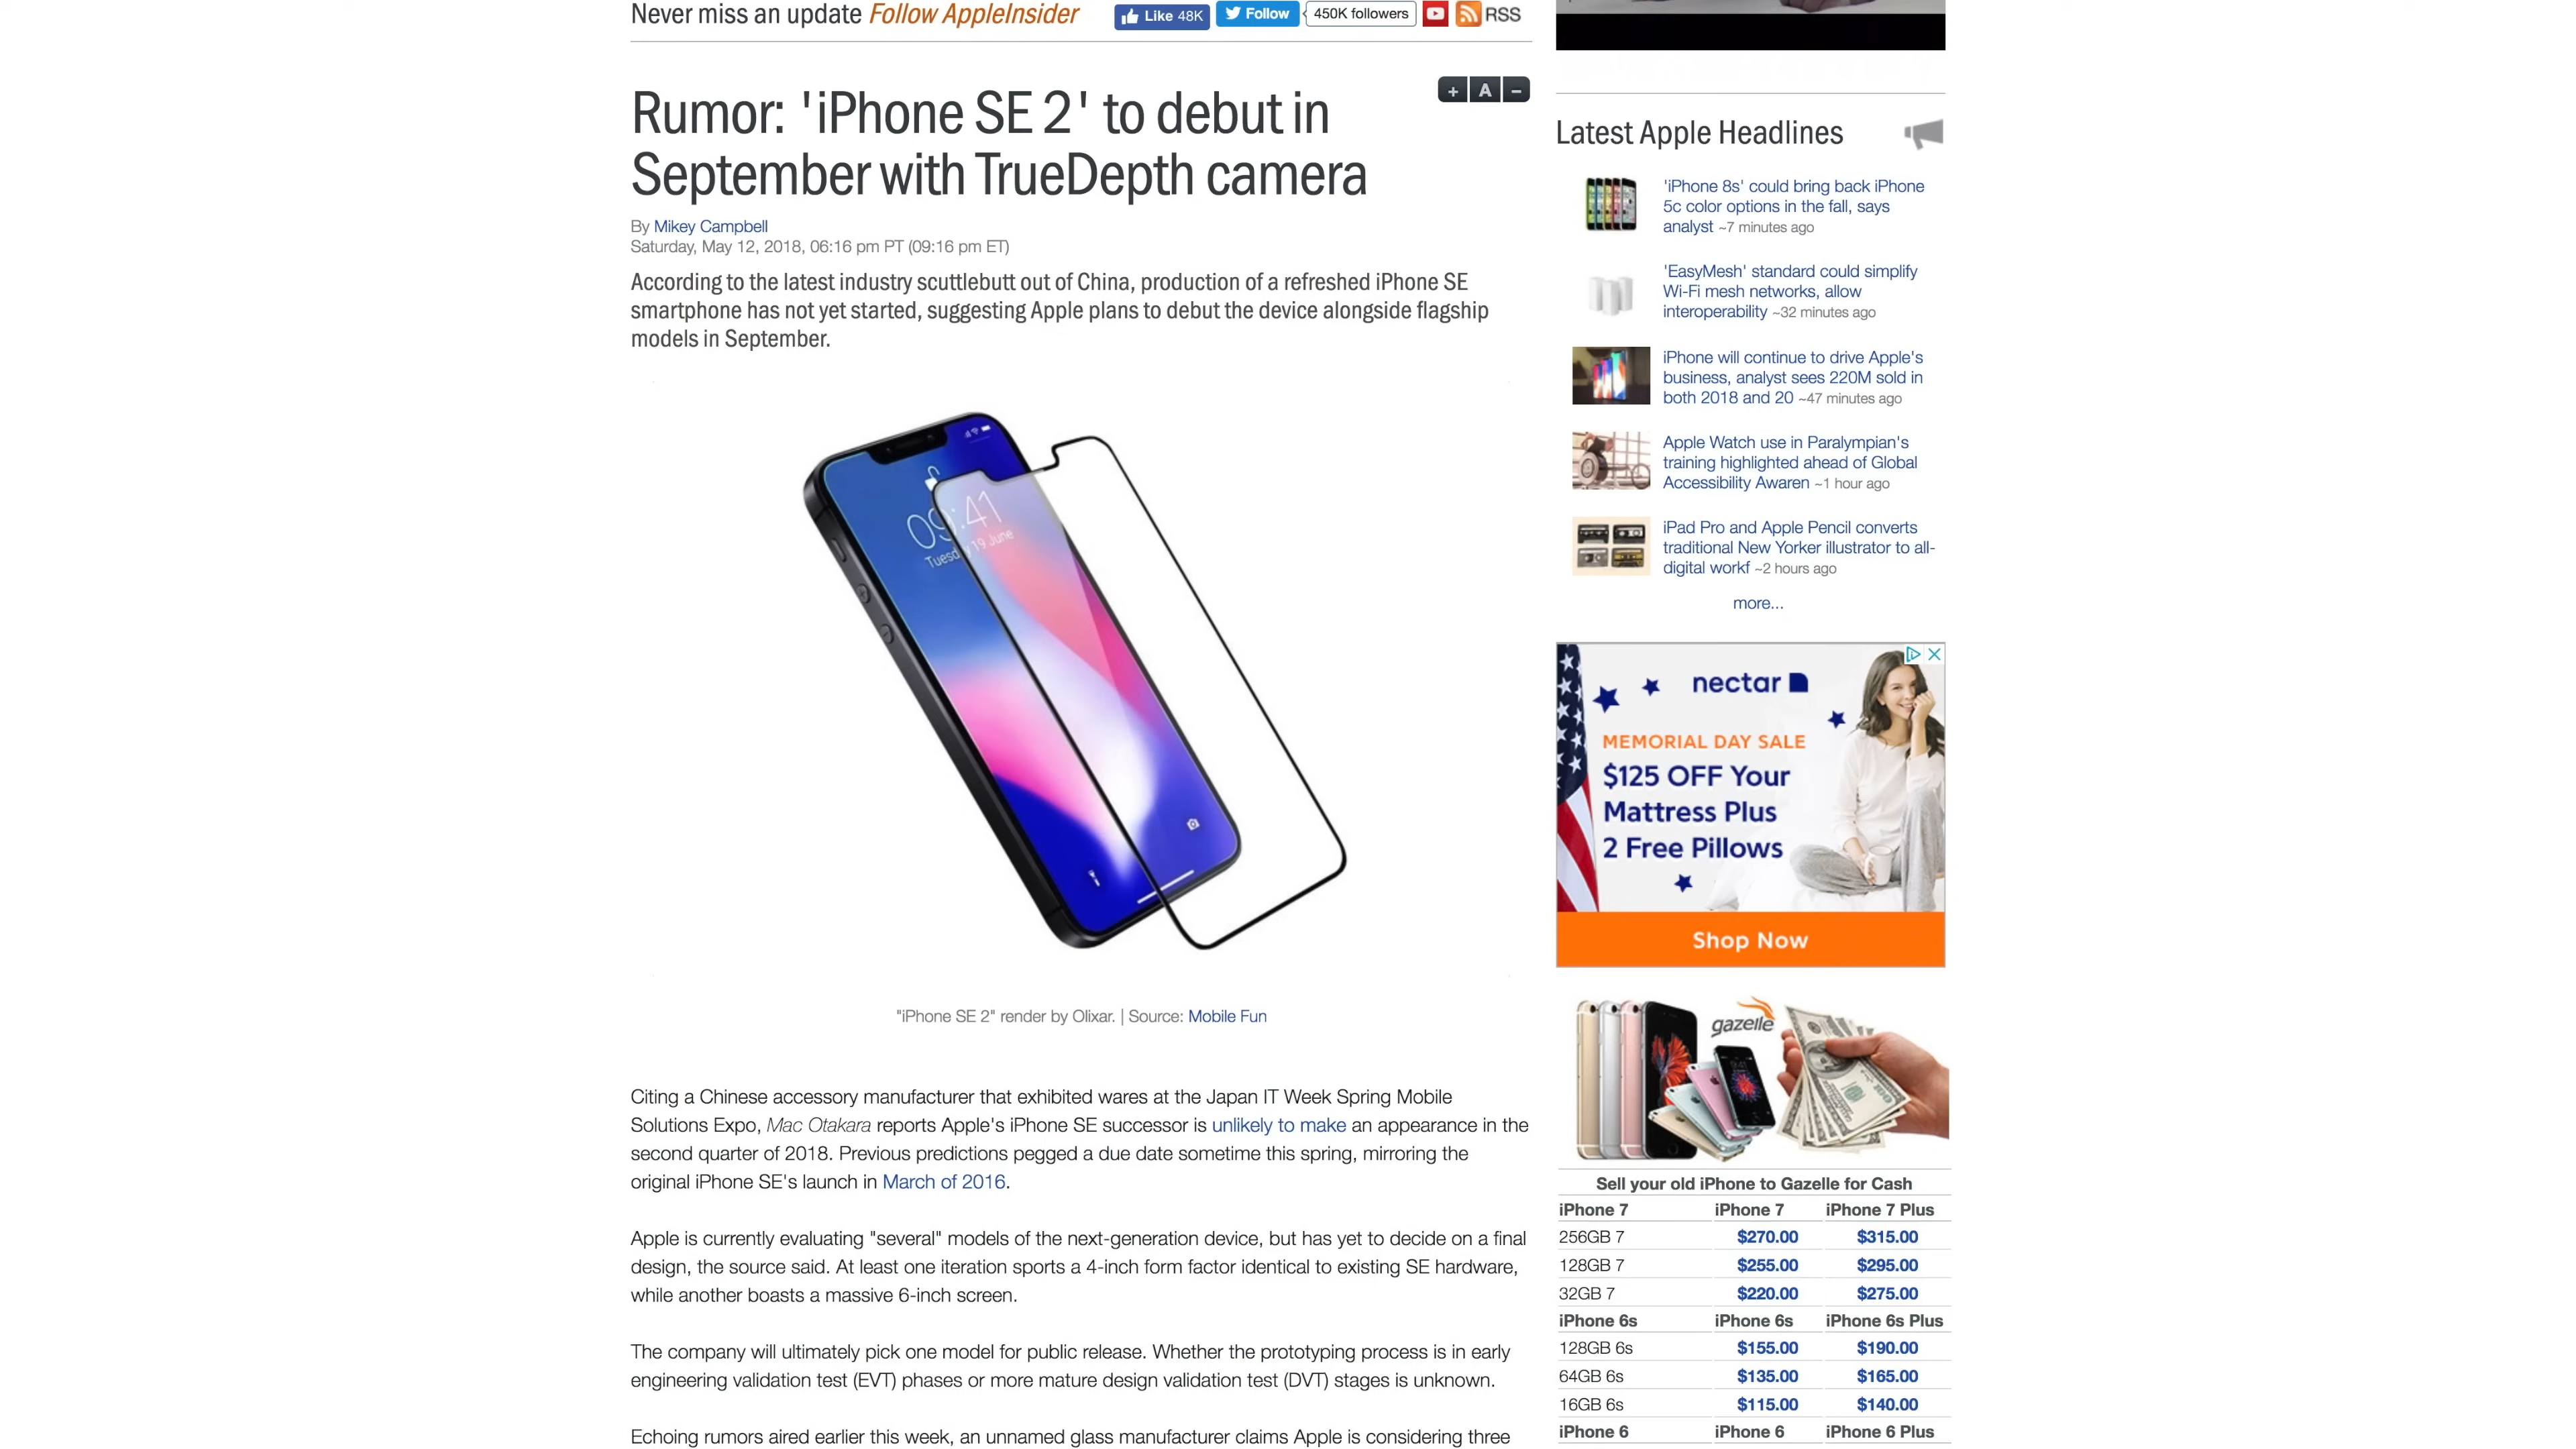 Never miss an update Follow AppleInsider
Like 48K
Follow
450K followers
RSS
Rumor: 'iPhone SE 2' to debut in
September with TrueDepth camera
+ A −
By Mikey Campbell
Saturday, May 12, 2018, 06:16 pm PT (09:16 pm ET)
According to the latest industry scuttlebutt out of China, production of a refreshed iPhone SE
smartphone has not yet started, suggesting Apple plans to debut the device alongside flagship
models in September.
09:41
Tuesday 19 June
"iPhone SE 2" render by Olixar. | Source: Mobile Fun
Citing a Chinese accessory manufacturer that exhibited wares at the Japan IT Week Spring Mobile
Solutions Expo, Mac Otakara reports Apple's iPhone SE successor is unlikely to make an appearance in the
second quarter of 2018. Previous predictions pegged a due date sometime this spring, mirroring the
original iPhone SE's launch in March of 2016.
Apple is currently evaluating "several" models of the next-generation device, but has yet to decide on a final
design, the source said. At least one iteration sports a 4-inch form factor identical to existing SE hardware,
while another boasts a massive 6-inch screen.
The company will ultimately pick one model for public release. Whether the prototyping process is in early
engineering validation test (EVT) phases or more mature design validation test (DVT) stages is unknown.
Echoing rumors aired earlier this week, an unnamed glass manufacturer claims Apple is considering three
Latest Apple Headlines
'iPhone 8s' could bring back iPhone
5c color options in the fall, says
analyst ~7 minutes ago
'EasyMesh' standard could simplify
Wi-Fi mesh networks, allow
interoperability ~32 minutes ago
iPhone will continue to drive Apple's
business, analyst sees 220M sold in
both 2018 and 20 ~47 minutes ago
Apple Watch use in Paralympian's
training highlighted ahead of Global
Accessibility Awaren ~1 hour ago
iPad Pro and Apple Pencil converts
traditional New Yorker illustrator to all-
digital workf ~2 hours ago
more...
nectar
MEMORIAL DAY SALE
$125 OFF Your
Mattress Plus
2 Free Pillows
Shop Now
gazelle
Sell your old iPhone to Gazelle for Cash
iPhone 7 iPhone 7 iPhone 7 Plus
256GB 7 $270.00 $315.00
128GB 7 $255.00 $295.00
32GB 7 $220.00 $275.00
iPhone 6s iPhone 6s iPhone 6s Plus
128GB 6s $155.00 $190.00
64GB 6s $135.00 $165.00
16GB 6s $115.00 $140.00
iPhone 6 iPhone 6 iPhone 6 Plus